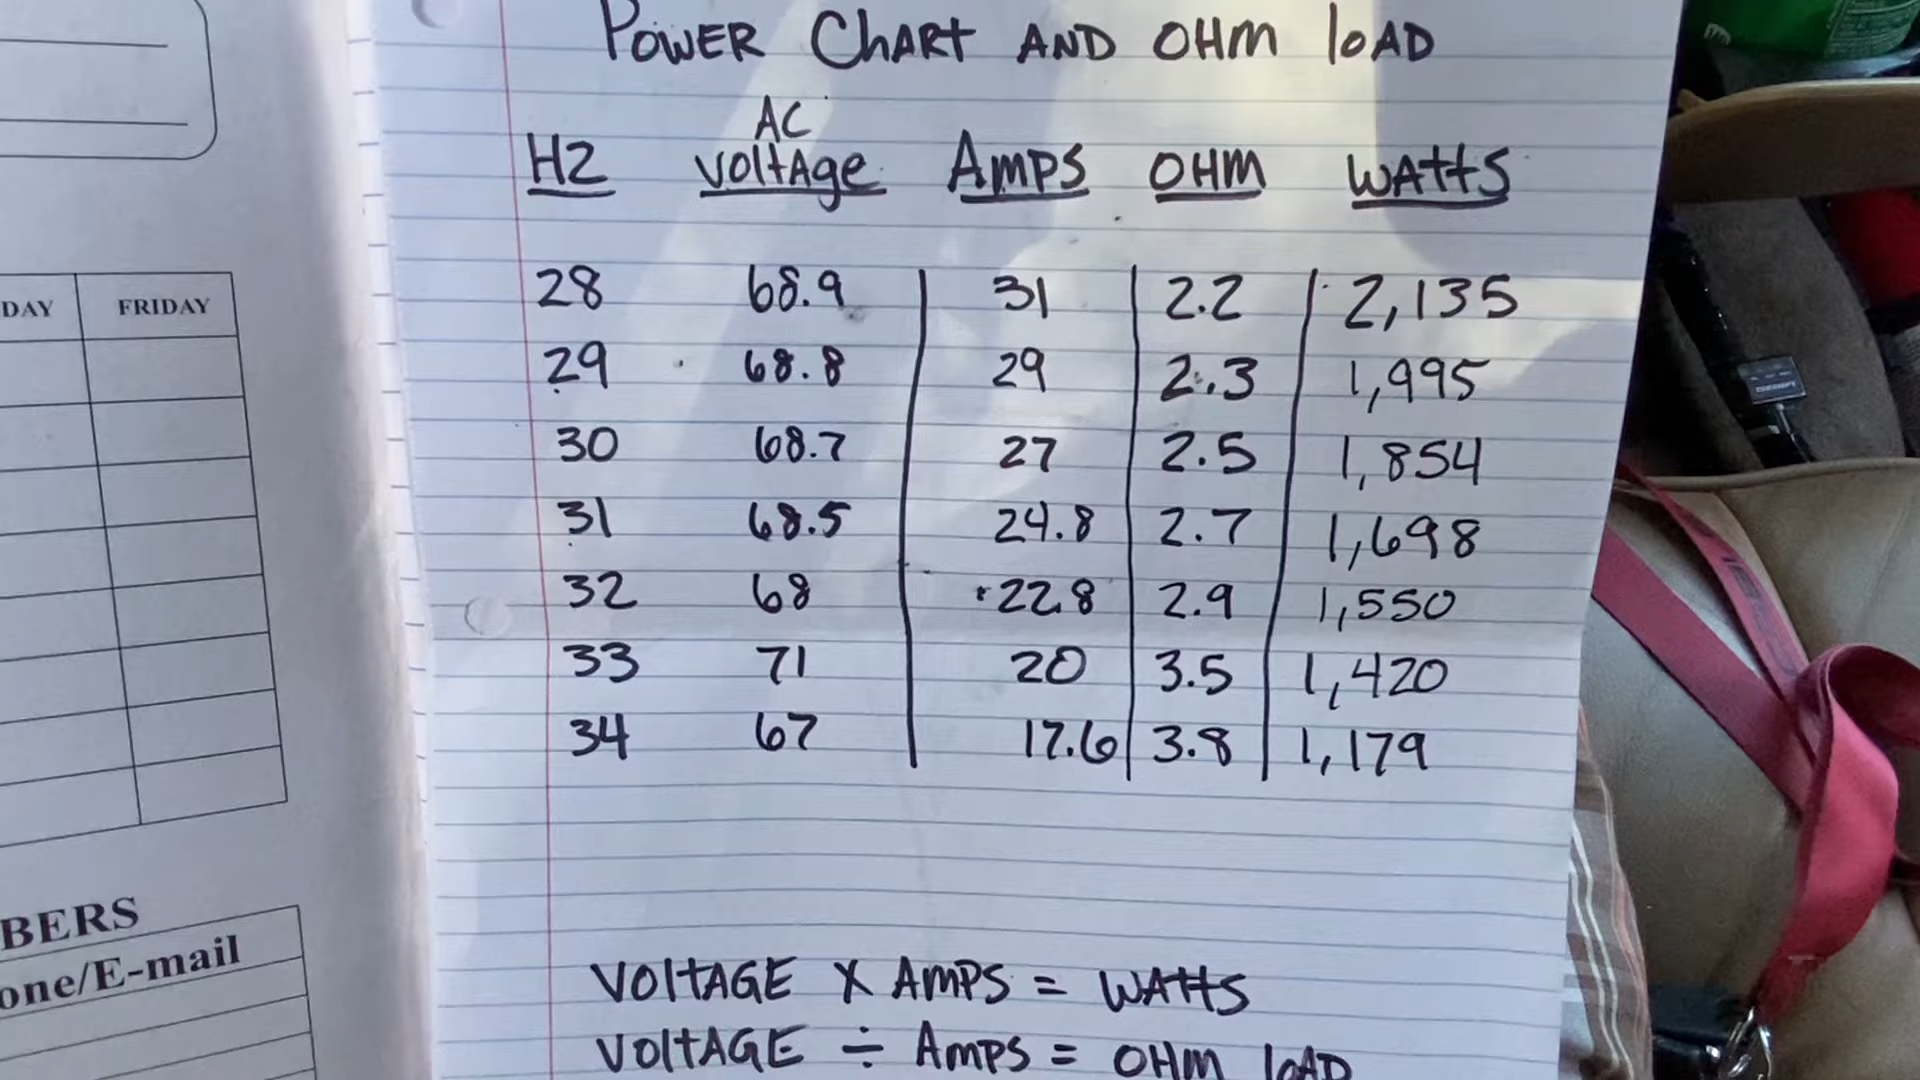 POWER ChART AND OHM loAD
AC
HZ VoltAge AMPS OHM WAttS
28 68.9 31 2.2 2,135
29 68.8 29 2.3 1,995
30 68.7 27 2.5 1,854
31 68.5 24.8 2.7 1,698
32 68 22.8 2.9 1,550
33 71 20 3.5 1,420
34 67 17.6 3.8 1,179
VOltAGE X AMPS = WAttS
VOltAGE ÷ AMPS = OHM loAD
DAY FRIDAY
BERS
one/E-mail